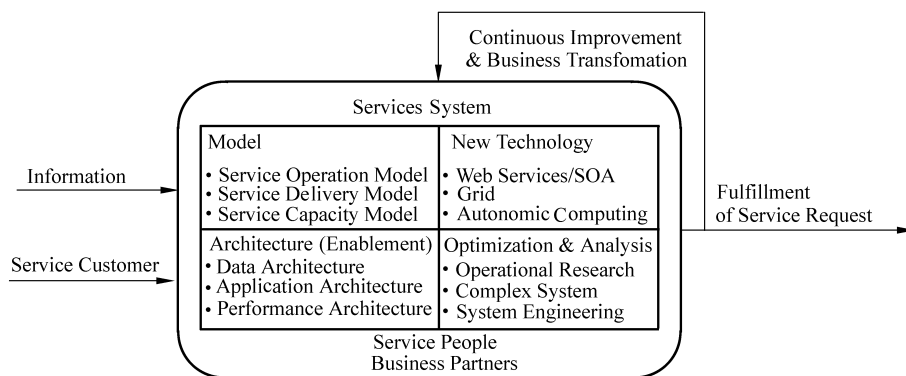 Continuous Improvement
& Business Transfomation
Services System
Model
• Service Operation Model
• Service Delivery Model
• Service Capacity Model
New Technology
• Web Services/SOA
• Grid
• Autonomic Computing
Information
Service Customer
Architecture (Enablement)
• Data Architecture
• Application Architecture
• Performance Architecture
Optimization & Analysis
• Operational Research
• Complex System
• System Engineering
Fulfillment
of Service Request
Service People
Business Partners